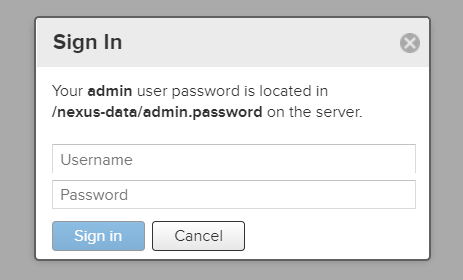 Sign In
Your admin user password is located in
/nexus-data/admin.password on the server.
Username
Password
Sign in
Cancel